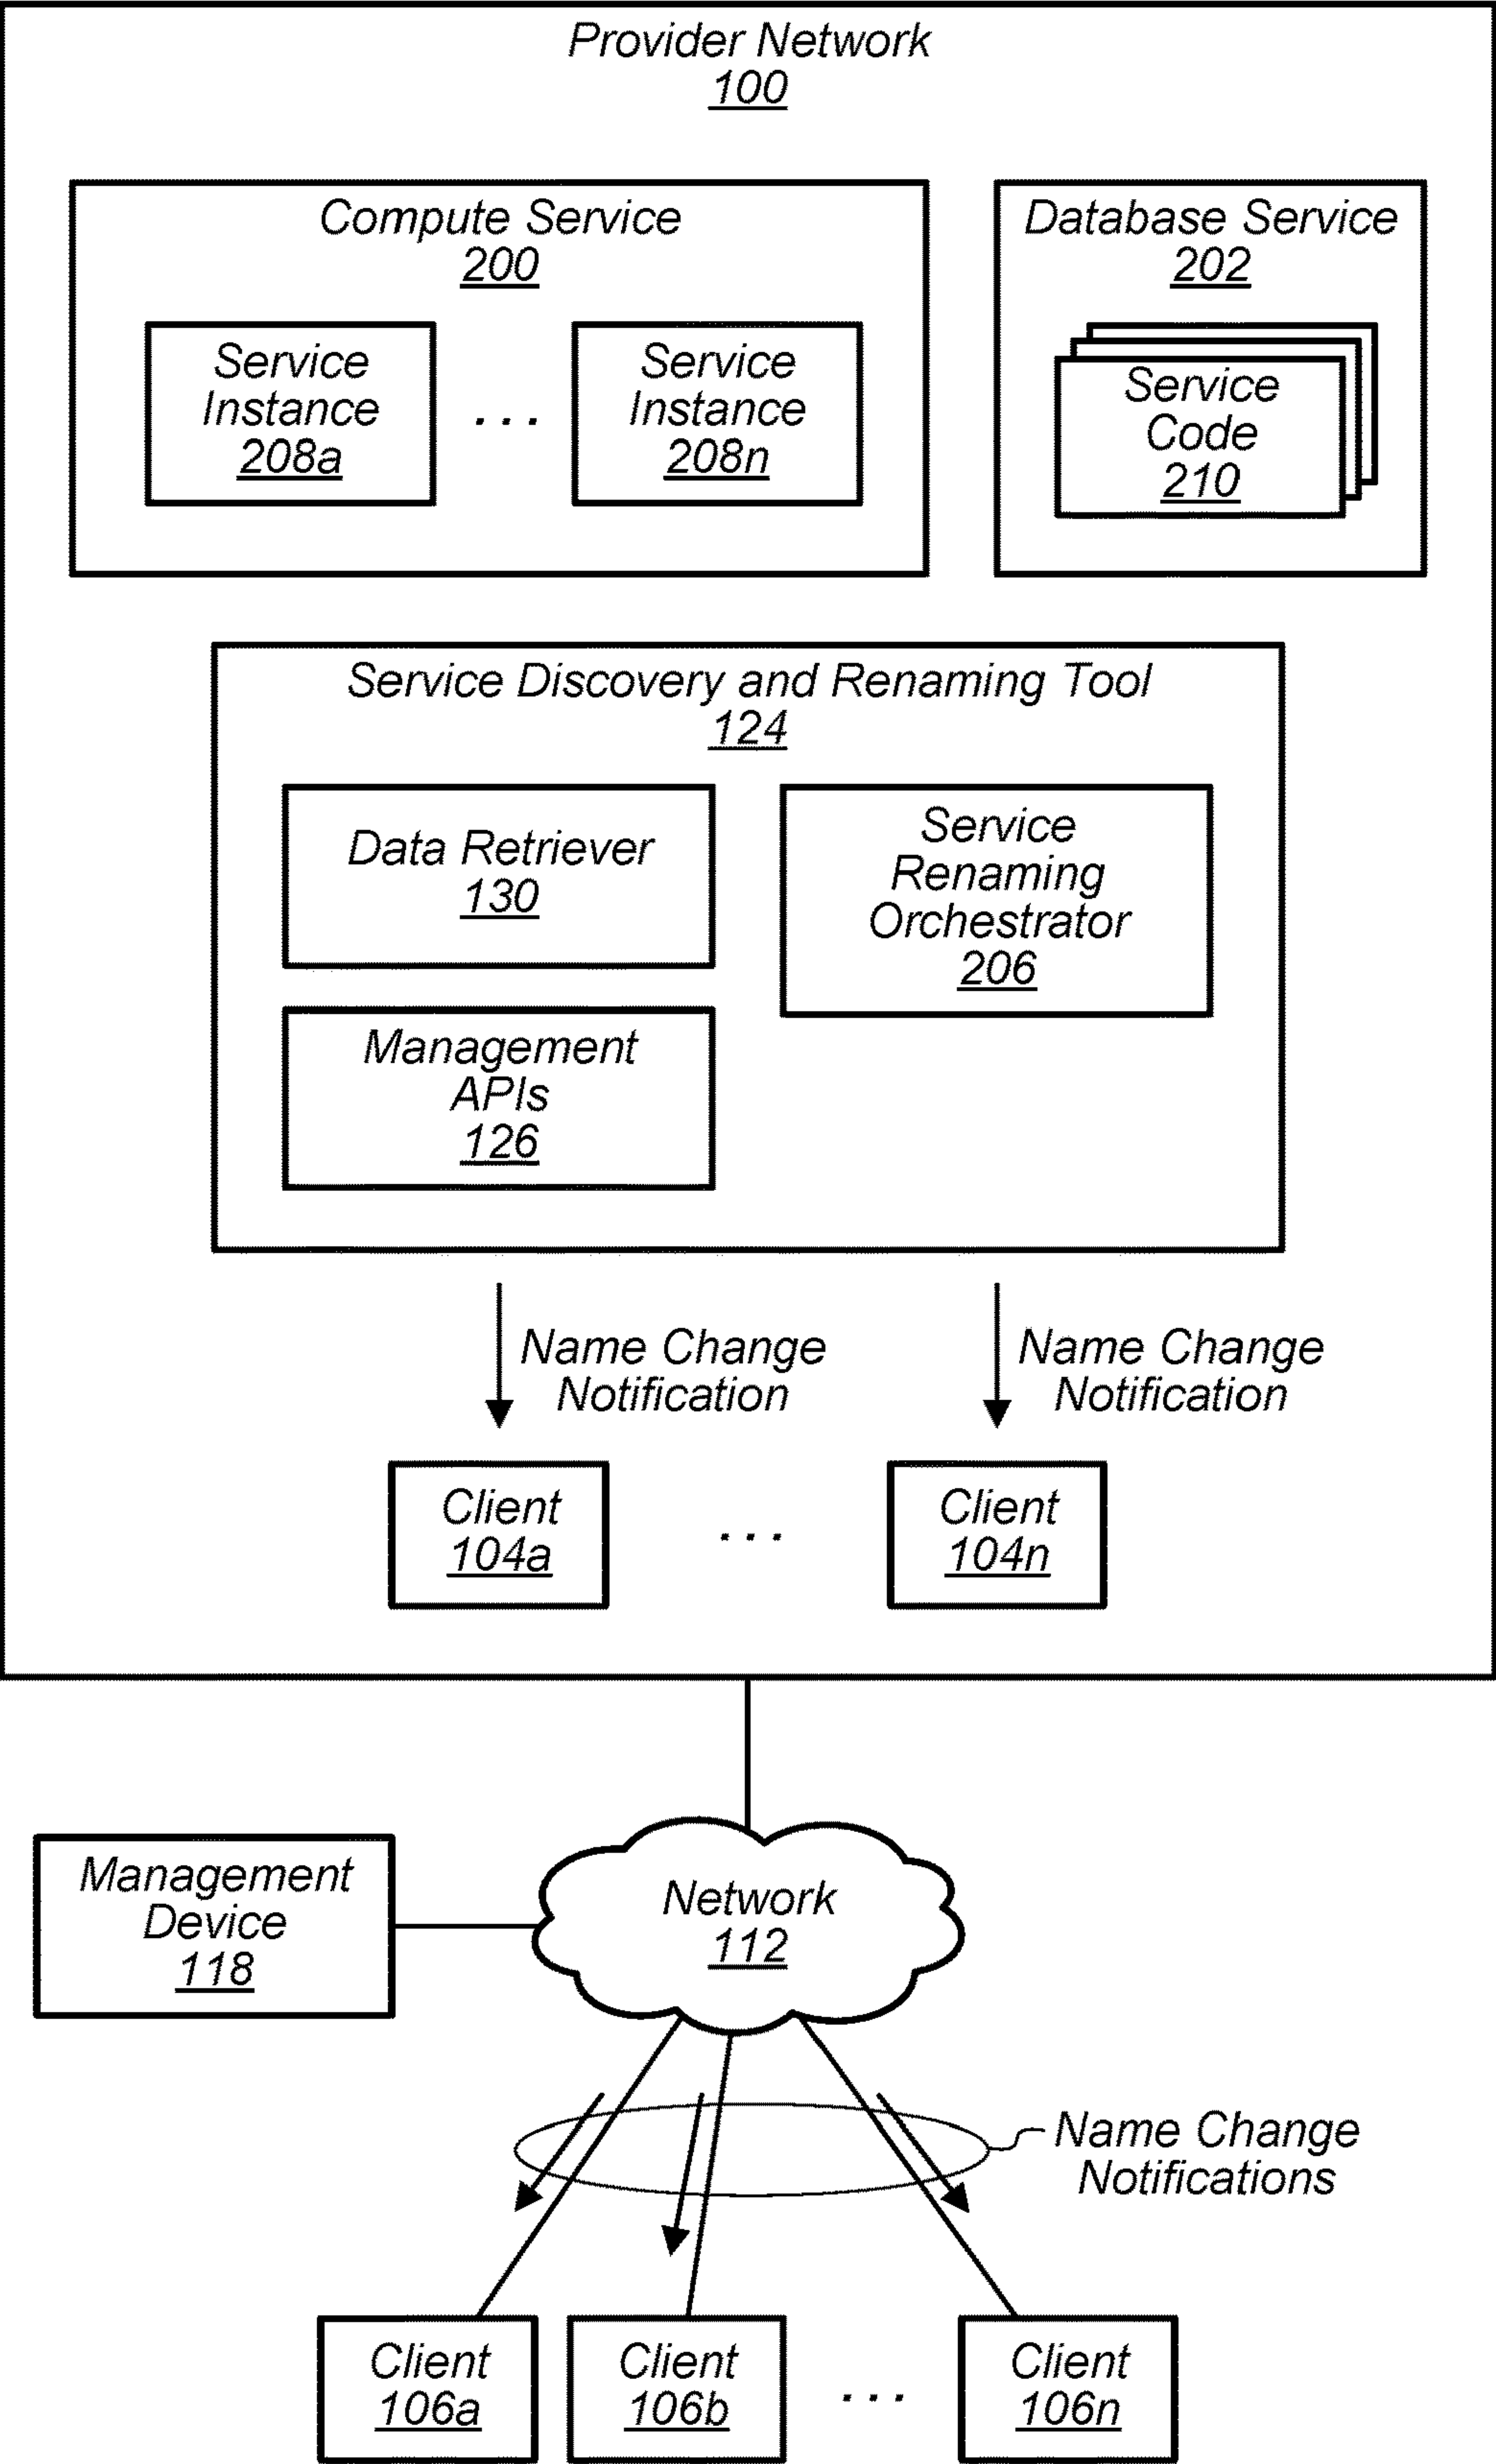 Provider Network
100
Compute Service
200
Service
Instance
208a
...
Service
Instance
208n
Database Service
202
Service
Code
210
Service Discovery and Renaming Tool
124
Data Retriever
130
Service
Renaming
Orchestrator
206
Management
APIs
126
Name Change
Notification
Name Change
Notification
Client
104a
...
Client
104n
Management
Device
118
Network
112
Name Change
Notifications
Client
106a
Client
106b
...
Client
106n